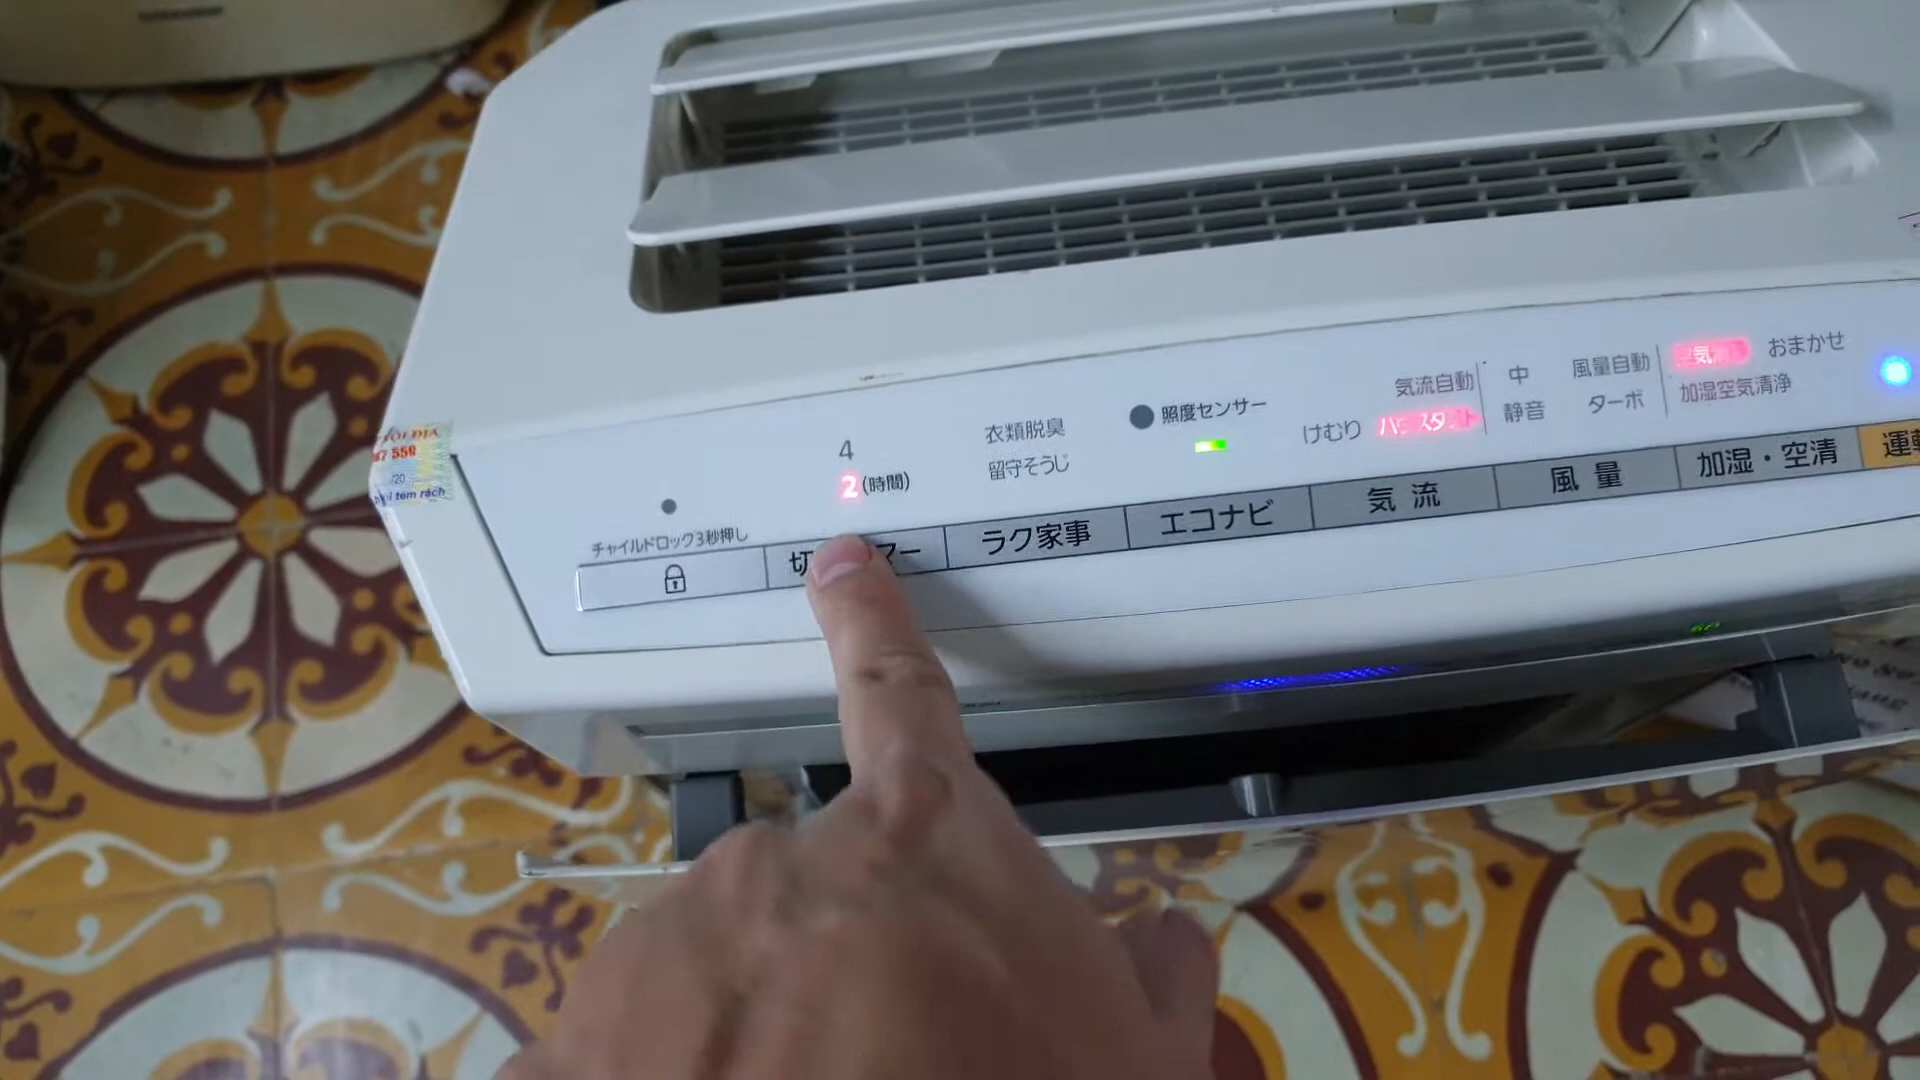 照度センサー
気流自動
けむり
中
静音
風量自動
ターボ
おまかせ
加湿空気清浄
4
2(時間)
衣類脱臭
留守そうじ
チャイルドロック3秒押し
ラク家事
エコナビ
気流
風量
加湿・空清
/20
tem rách